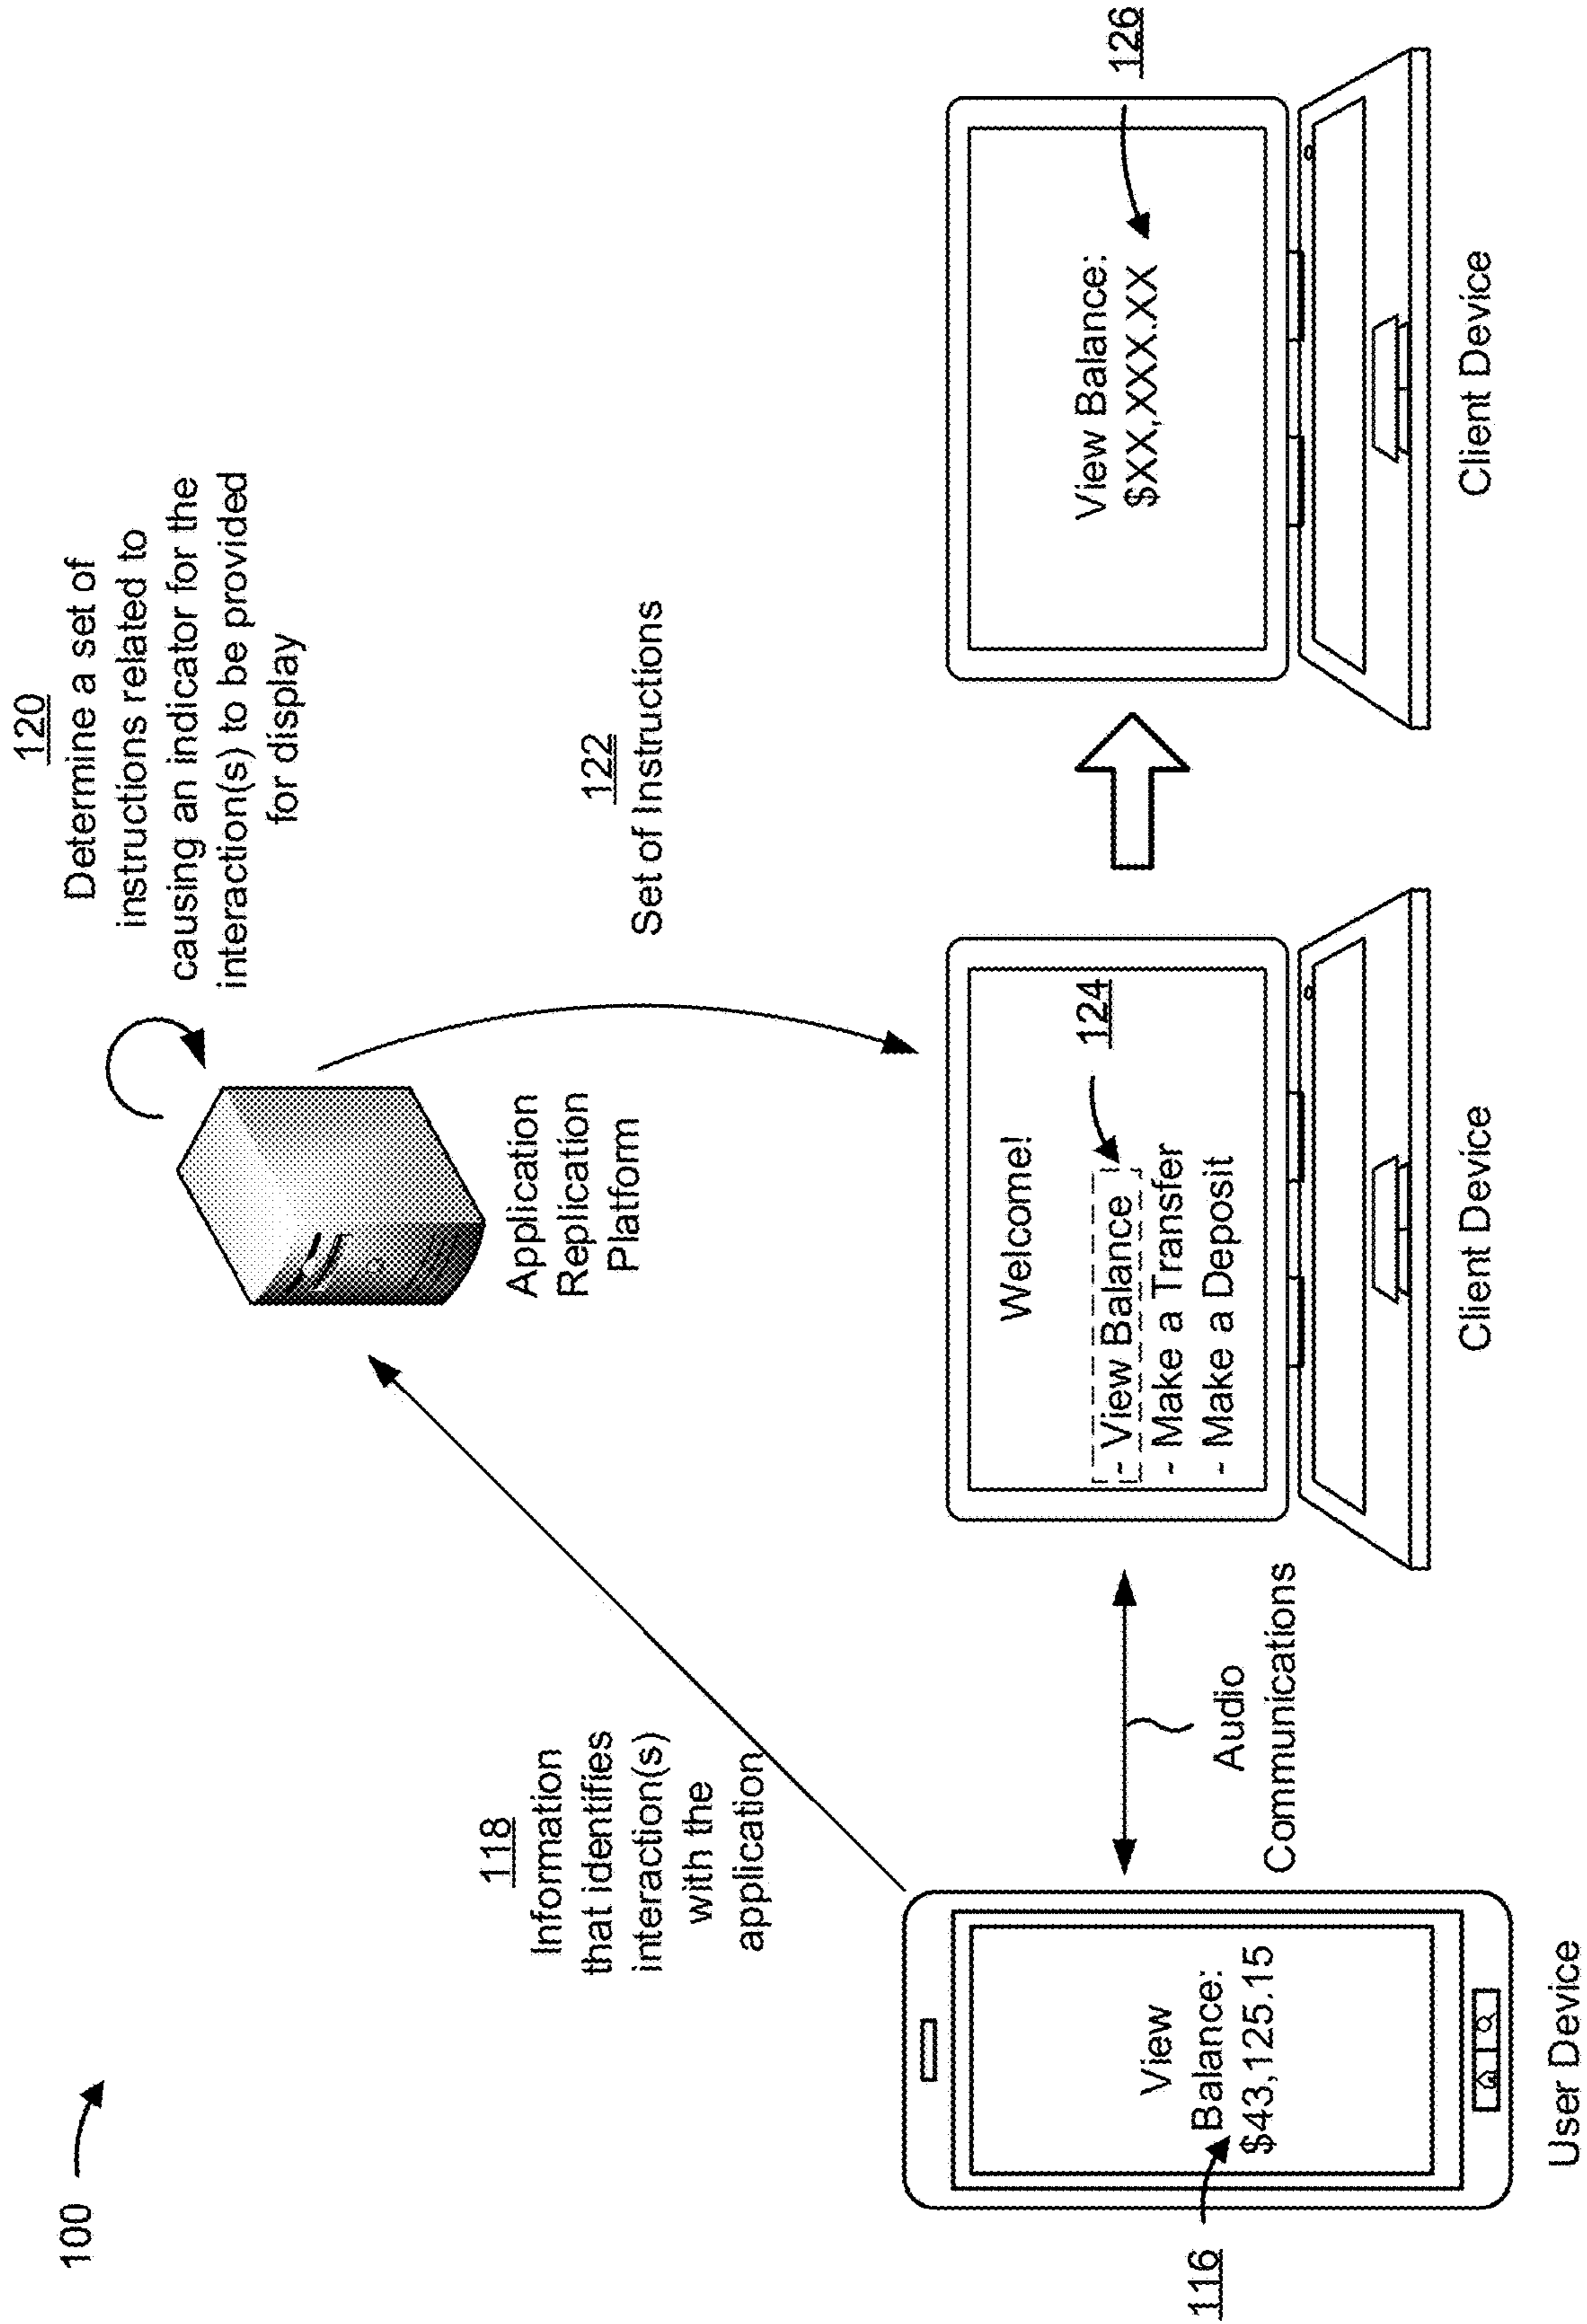 100
120
Determine a set of
instructions related to
causing an indicator for the
interaction(s) to be provided
for display
118
Information
that identifies
interaction(s)
with the
application
Application
Replication
Platform
122
Set of Instructions
116
View
Balance:
$43,125.15
User Device
Audio
Communications
Welcome!
124
- View Balance
- Make a Transfer
- Make a Deposit
Client Device
126
View Balance:
$XX,XXX.XX
Client Device